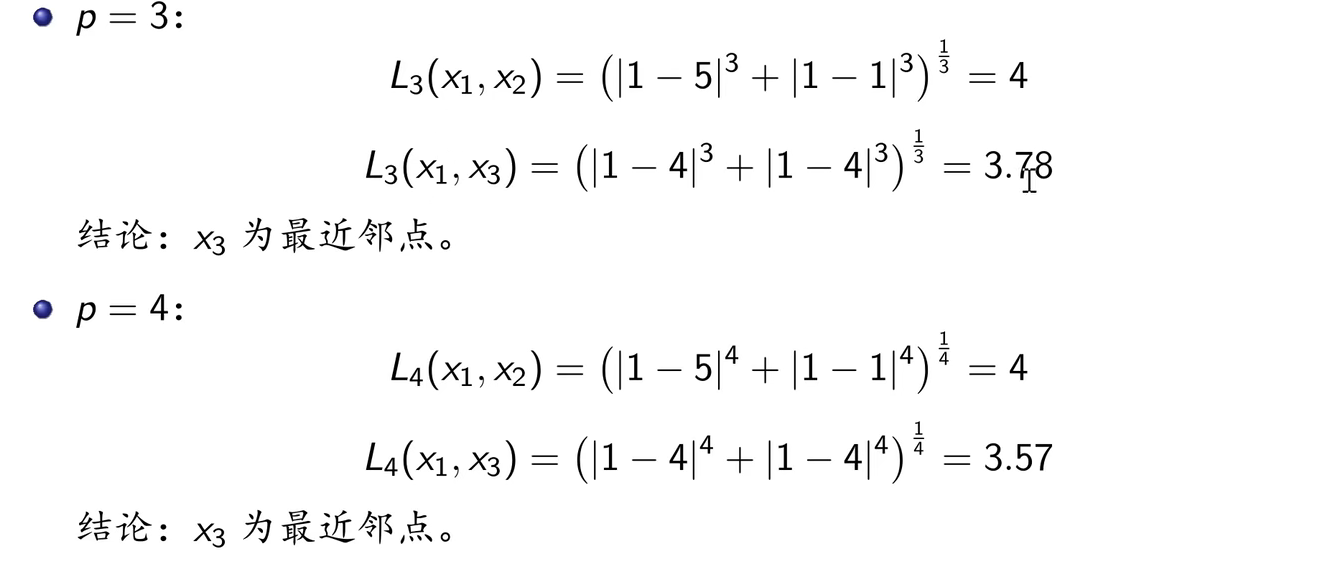 p = 3:
L₃(x₁, x₂) = (|1 − 5|³ + |1 − 1|³)^{1/3} = 4
L₃(x₁, x₃) = (|1 − 4|³ + |1 − 4|³)^{1/3} = 3.78
结论：x₃ 为最近邻点。
p = 4:
L₄(x₁, x₂) = (|1 − 5|⁴ + |1 − 1|⁴)^{1/4} = 4
L₄(x₁, x₃) = (|1 − 4|⁴ + |1 − 4|⁴)^{1/4} = 3.57
结论：x₃ 为最近邻点。